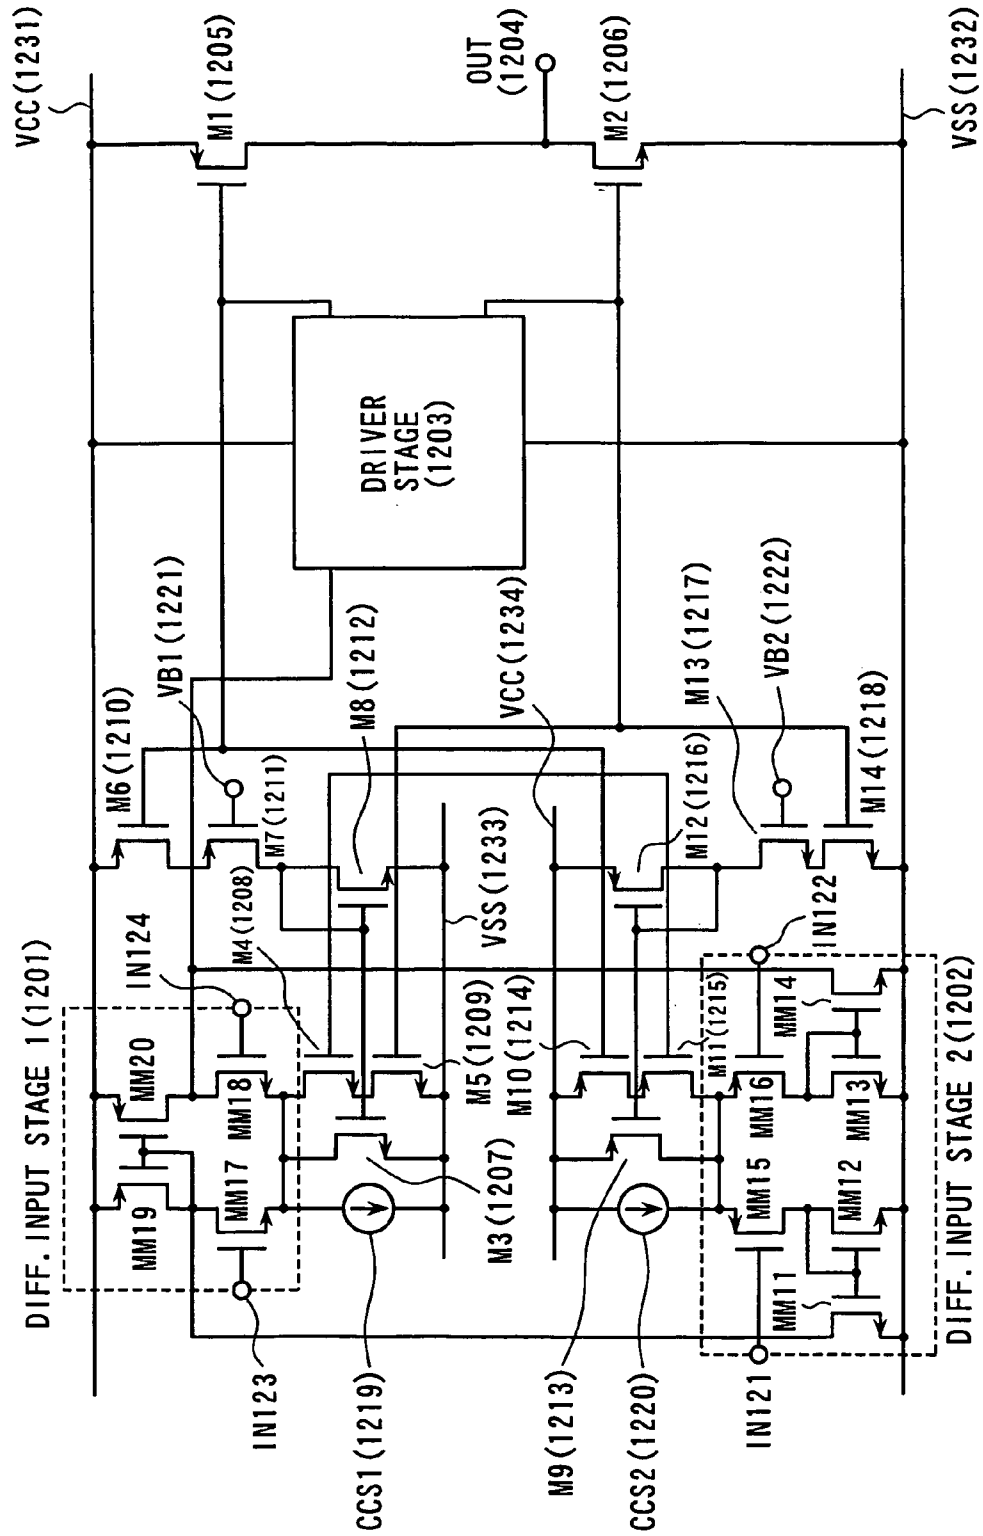 VCC(1231)
M1(1205)
OUT
(1204)
M2(1206)
VSS(1232)
DRIVER
STAGE
(1203)
VB1(1221)
M6(1210)
M7(1211)
M8(1212)
VCC(1234)
M13(1217)
VB2(1222)
M14(1218)
M12(1216)
VSS(1233)
M4(1208)
IN124
IN122
DIFF. INPUT STAGE 1(1201)
MM20
MM18
MM19
MM17
M5(1209)
M10(1214)
M11(1215)
MM14
MM16
MM13
MM15
MM12
MM11
DIFF. INPUT STAGE 2(1202)
M3(1207)
IN123
CCS1(1219)
M9(1213)
CCS2(1220)
IN121